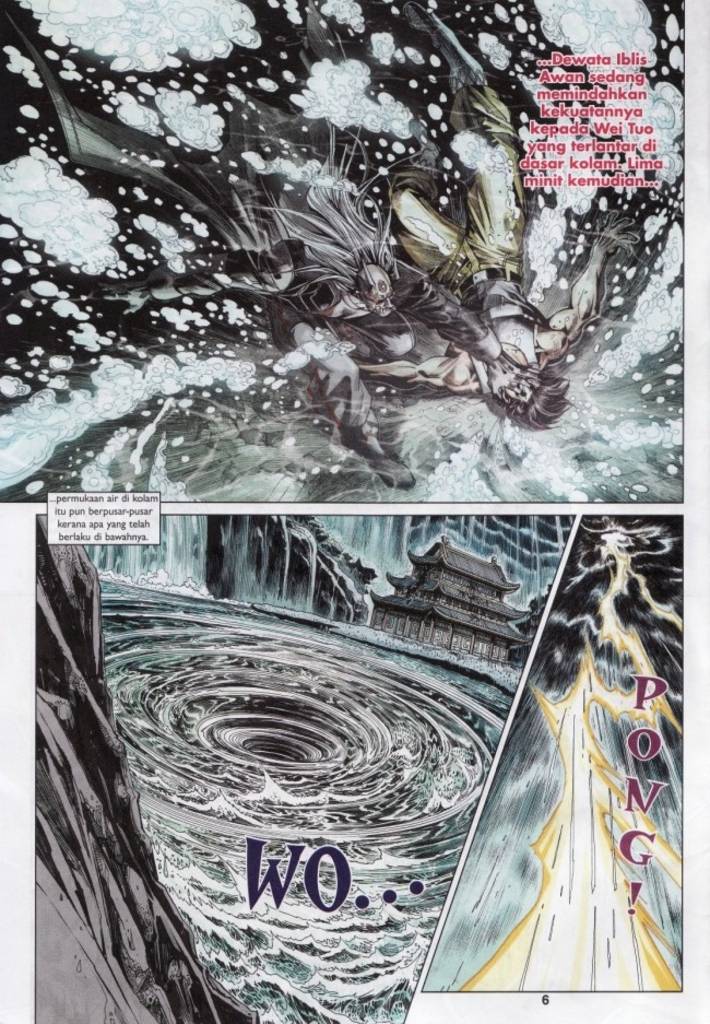 ...Dewata Iblis
Awan sedang
memindahkan
kekuatannya
kepada Wei Tuo
yang terlantar di
dasar kolam. Lima
minit kemudian...
...permukaan air di kolam
itu pun berpusar-pusar
kerana apa yang telah
berlaku di bawahnya.
WO...
PONG!
6